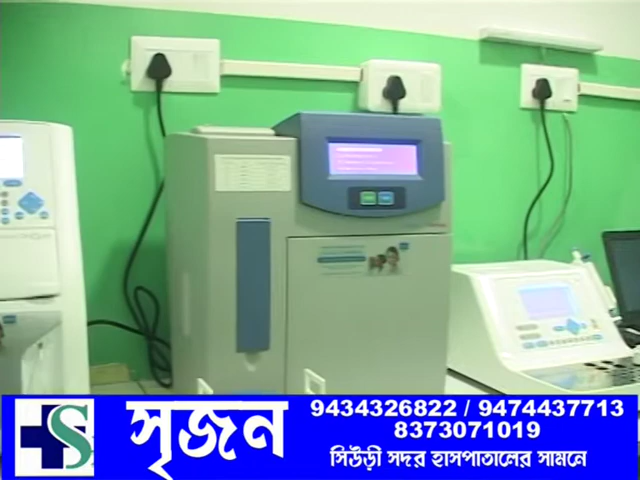 S
সৃজন
9434326822 / 9474437713
8373071019
সিউড়ী সদর হাসপাতালের সামনে